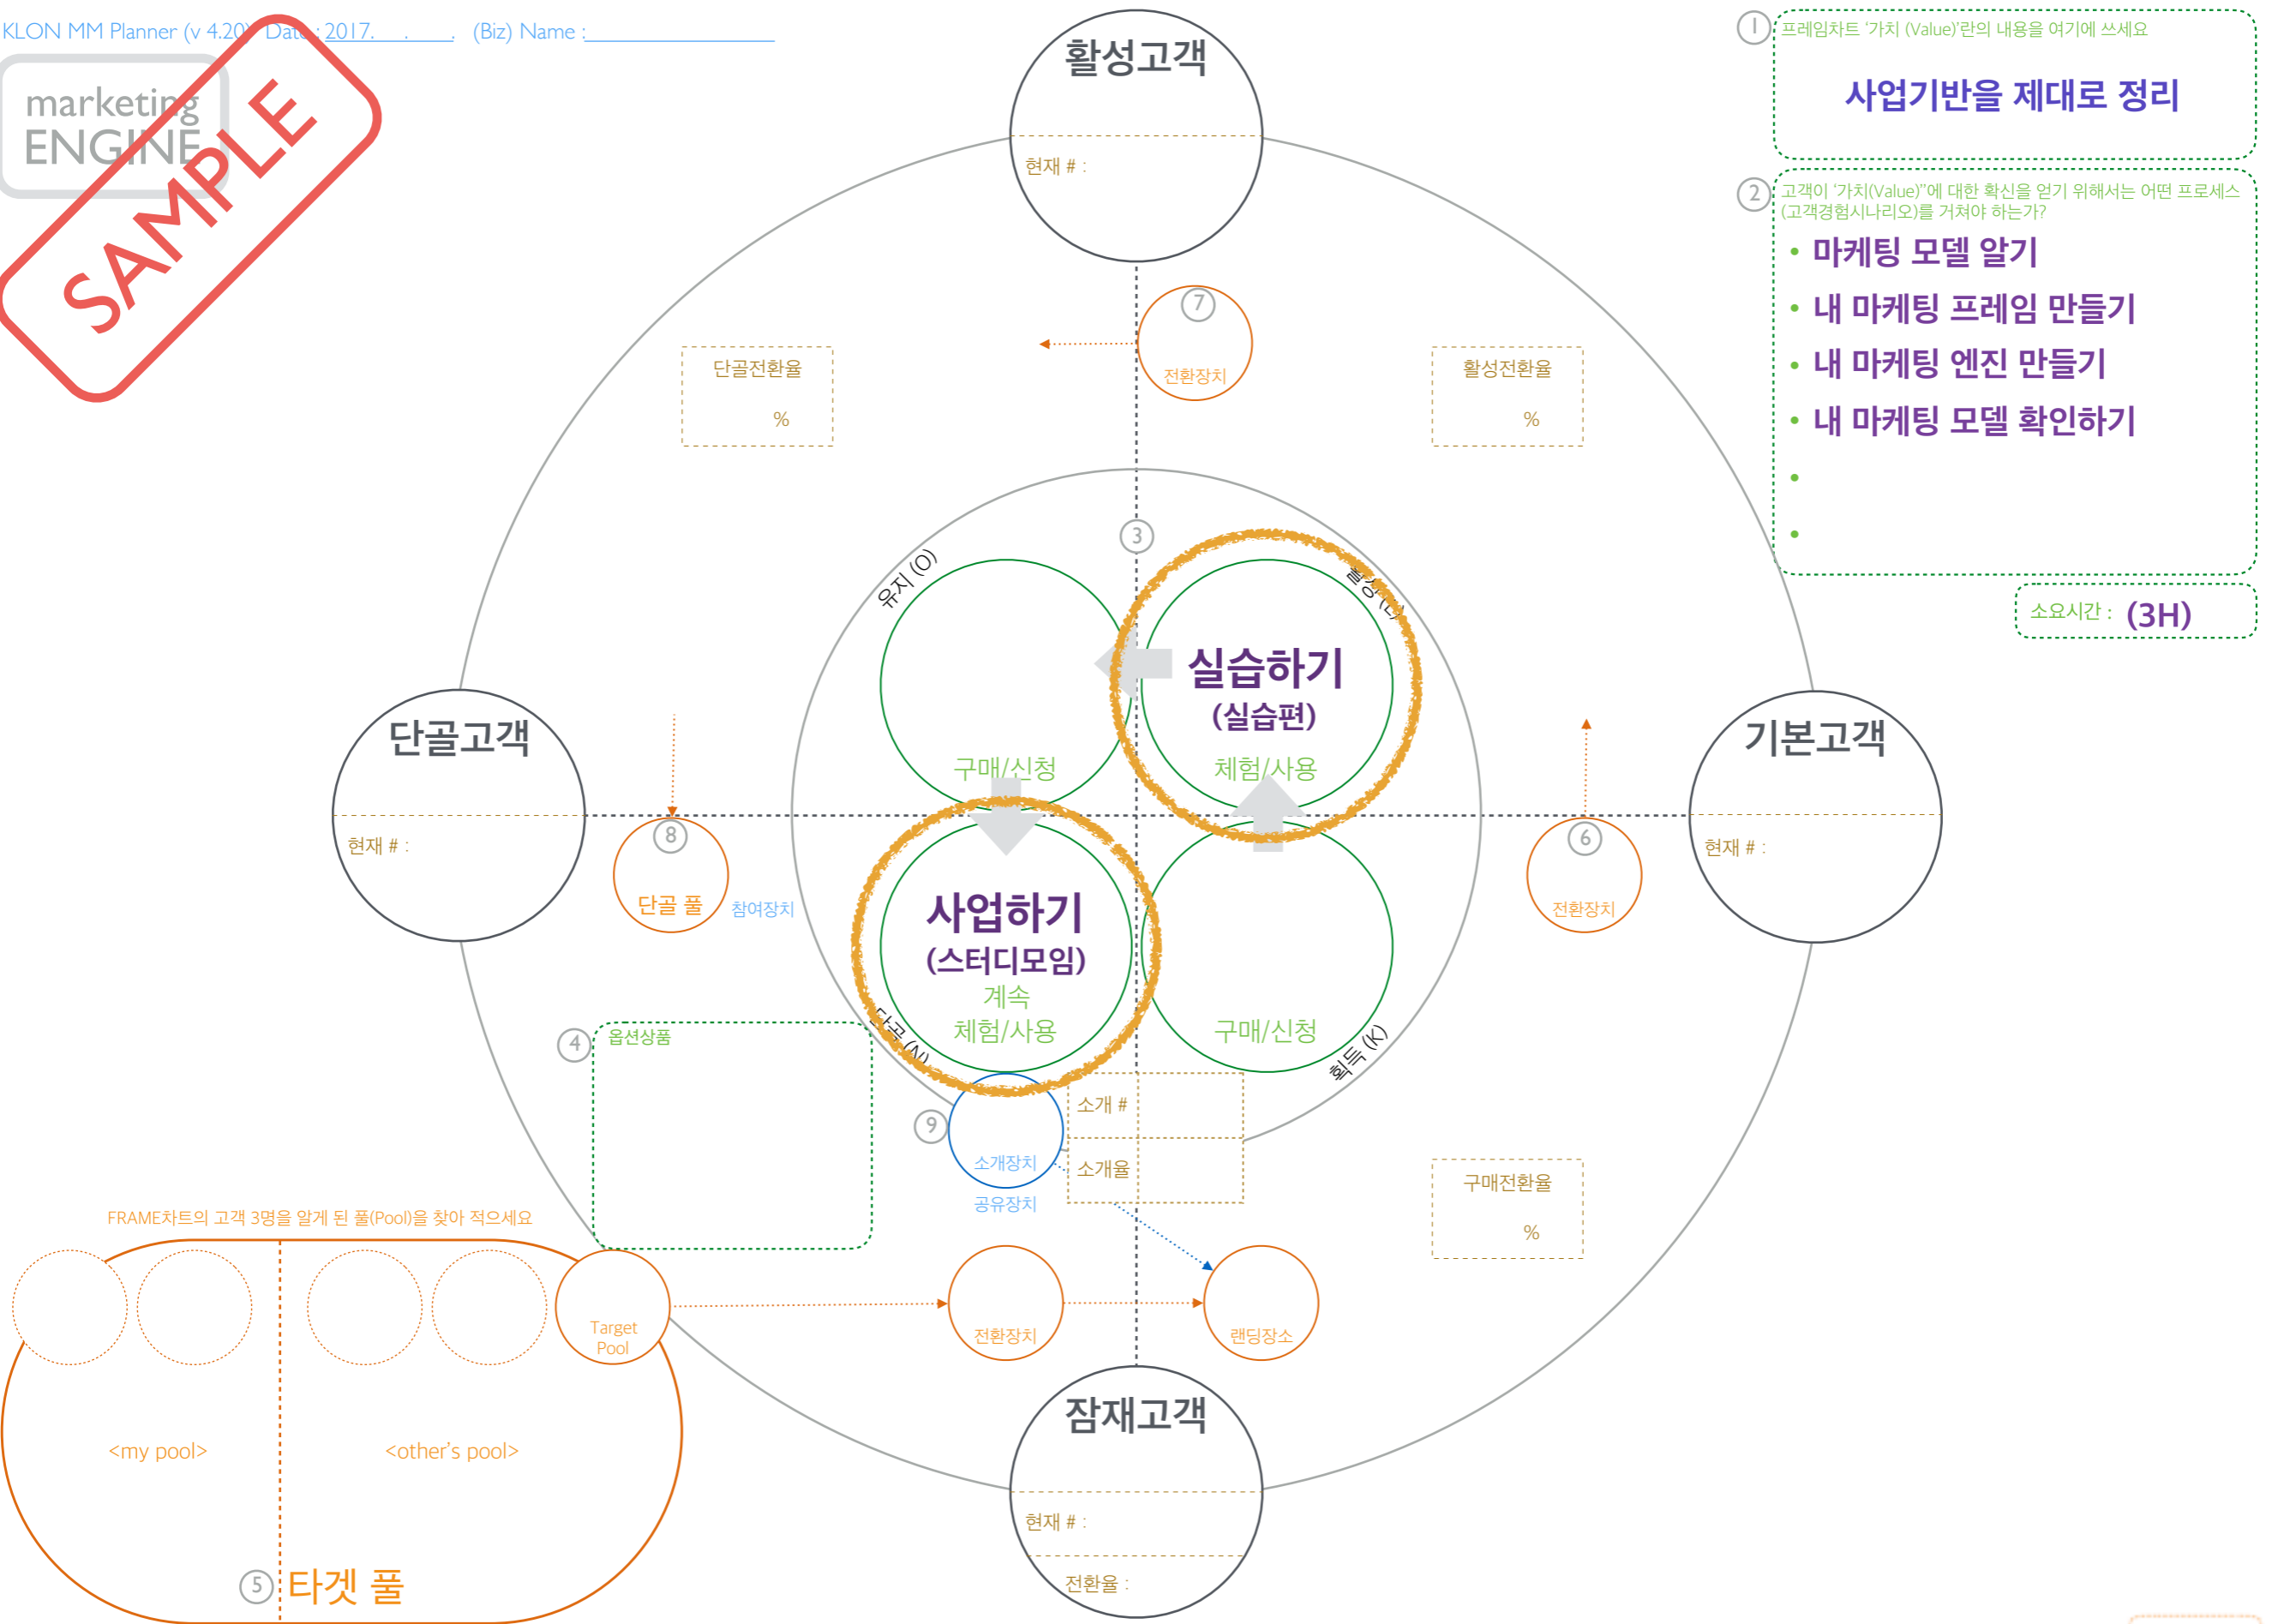 KLON MM Planner (v 4.20) Date : 2017. . . (Biz) Name :
marketing
ENGINE
SAMPLE
활성고객
현재 # :
1
프레임차트 ‘가치 (Value)’란의 내용을 여기에 쓰세요
사업기반을 제대로 정리
2
고객이 ‘가치(Value)”에 대한 확신을 얻기 위해서는 어떤 프로세스
(고객경험시나리오)를 거쳐야 하는가?
• 마케팅 모델 알기
• 내 마케팅 프레임 만들기
• 내 마케팅 엔진 만들기
• 내 마케팅 모델 확인하기
•
•
소요시간 : (3H)
7
전환장치
단골전환율
%
활성전환율
%
3
유지 (O)
활성 (L)
실습하기
(실습편)
체험/사용
구매/신청
단골고객
현재 # :
기본고객
현재 # :
8
단골 풀
참여장치
6
전환장치
사업하기
(스터디모임)
계속
체험/사용
구매/신청
단골 (N)
획득 (K)
4
옵션상품
9
소개장치
공유장치
소개 #
소개율
구매전환율
%
FRAME차트의 고객 3명을 알게 된 풀(Pool)을 찾아 적으세요
Target
Pool
전환장치
랜딩장소
<my pool>
<other’s pool>
5
타겟 풀
잠재고객
현재 # :
전환율 :